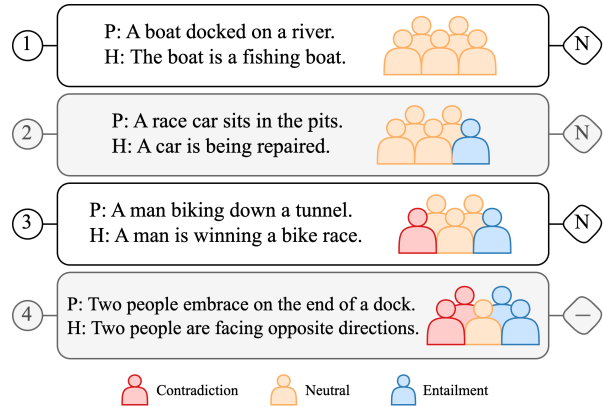 1
P: A boat docked on a river.
H: The boat is a fishing boat.
N
2
P: A race car sits in the pits.
H: A car is being repaired.
N
3
P: A man biking down a tunnel.
H: A man is winning a bike race.
N
4
P: Two people embrace on the end of a dock.
H: Two people are facing opposite directions.
–
Contradiction Neutral Entailment